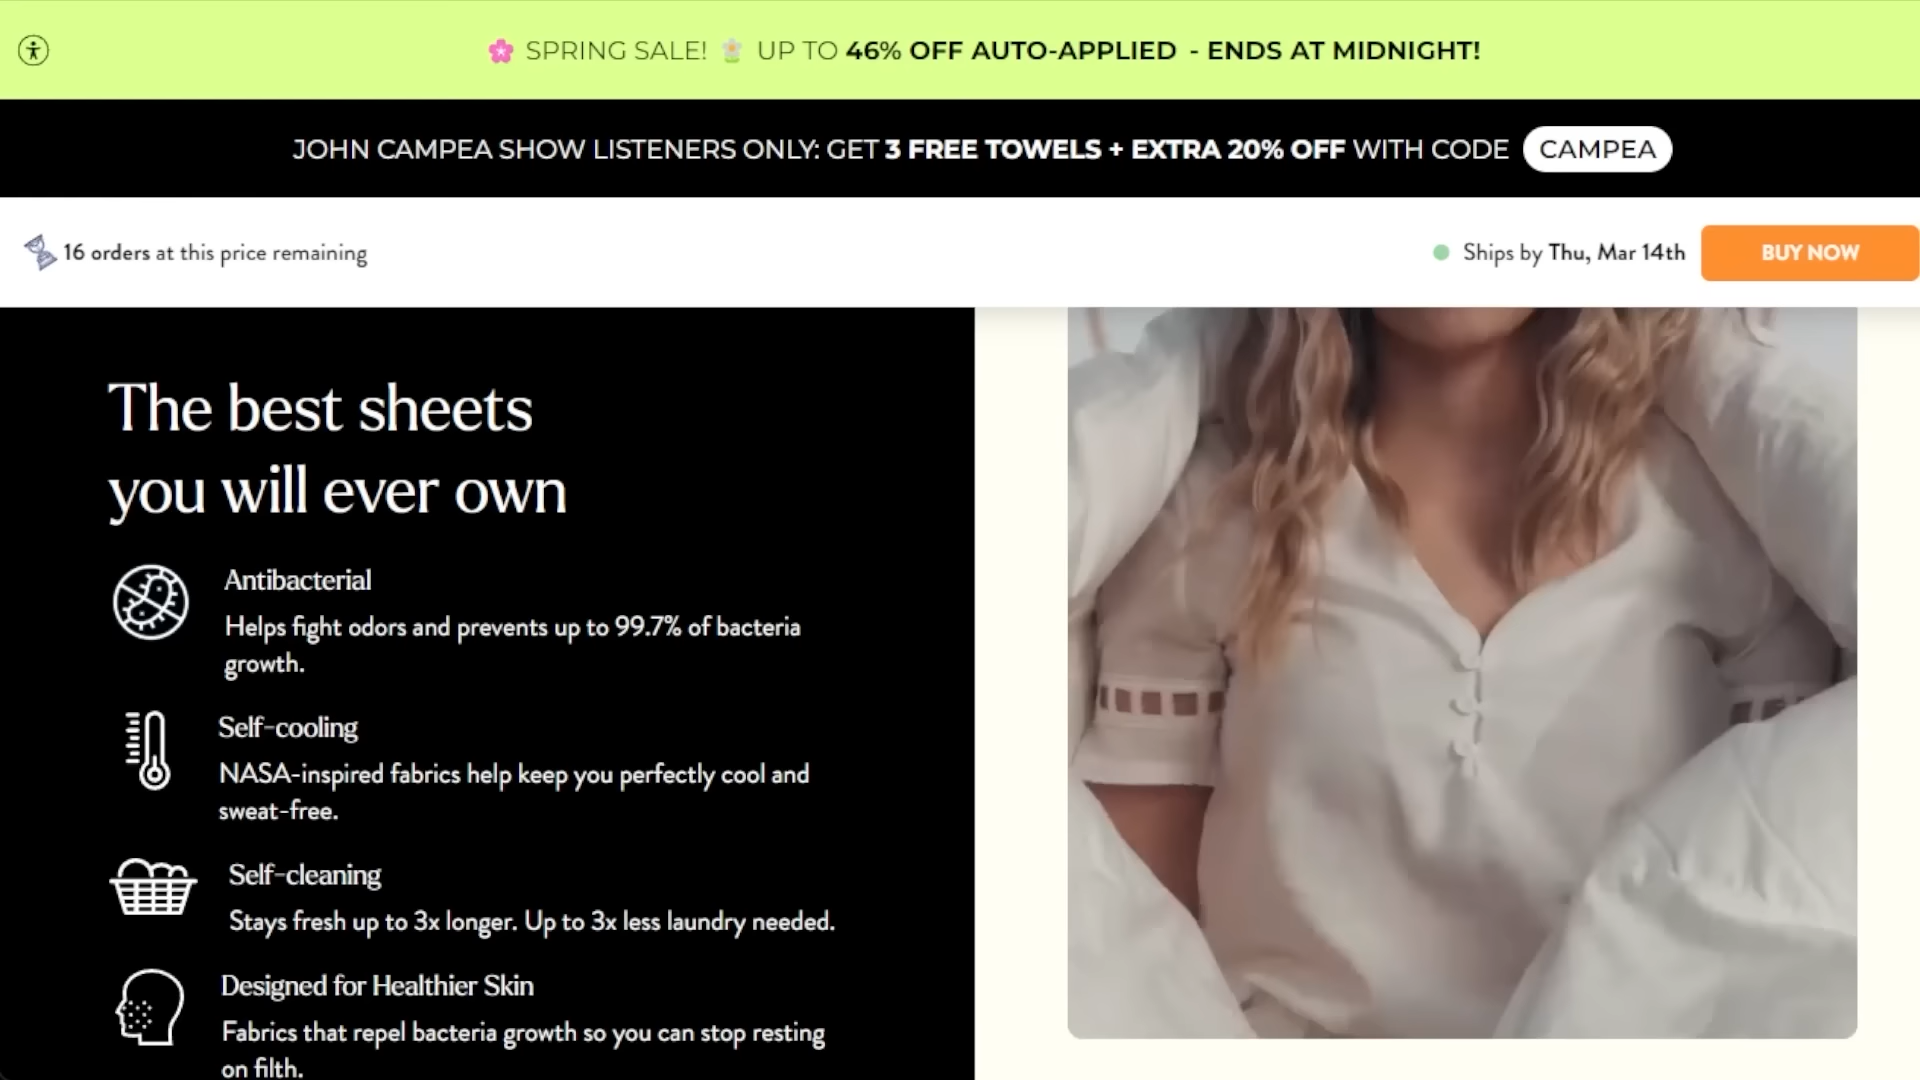 🌸 SPRING SALE! 🌼 UP TO 46% OFF AUTO-APPLIED - ENDS AT MIDNIGHT!
JOHN CAMPEA SHOW LISTENERS ONLY: GET 3 FREE TOWELS + EXTRA 20% OFF WITH CODE CAMPEA
16 orders at this price remaining
Ships by Thu, Mar 14th
BUY NOW
The best sheets
you will ever own
Antibacterial
Helps fight odors and prevents up to 99.7% of bacteria
growth.
Self-cooling
NASA-inspired fabrics help keep you perfectly cool and
sweat-free.
Self-cleaning
Stays fresh up to 3x longer. Up to 3x less laundry needed.
Designed for Healthier Skin
Fabrics that repel bacteria growth so you can stop resting
on filth.